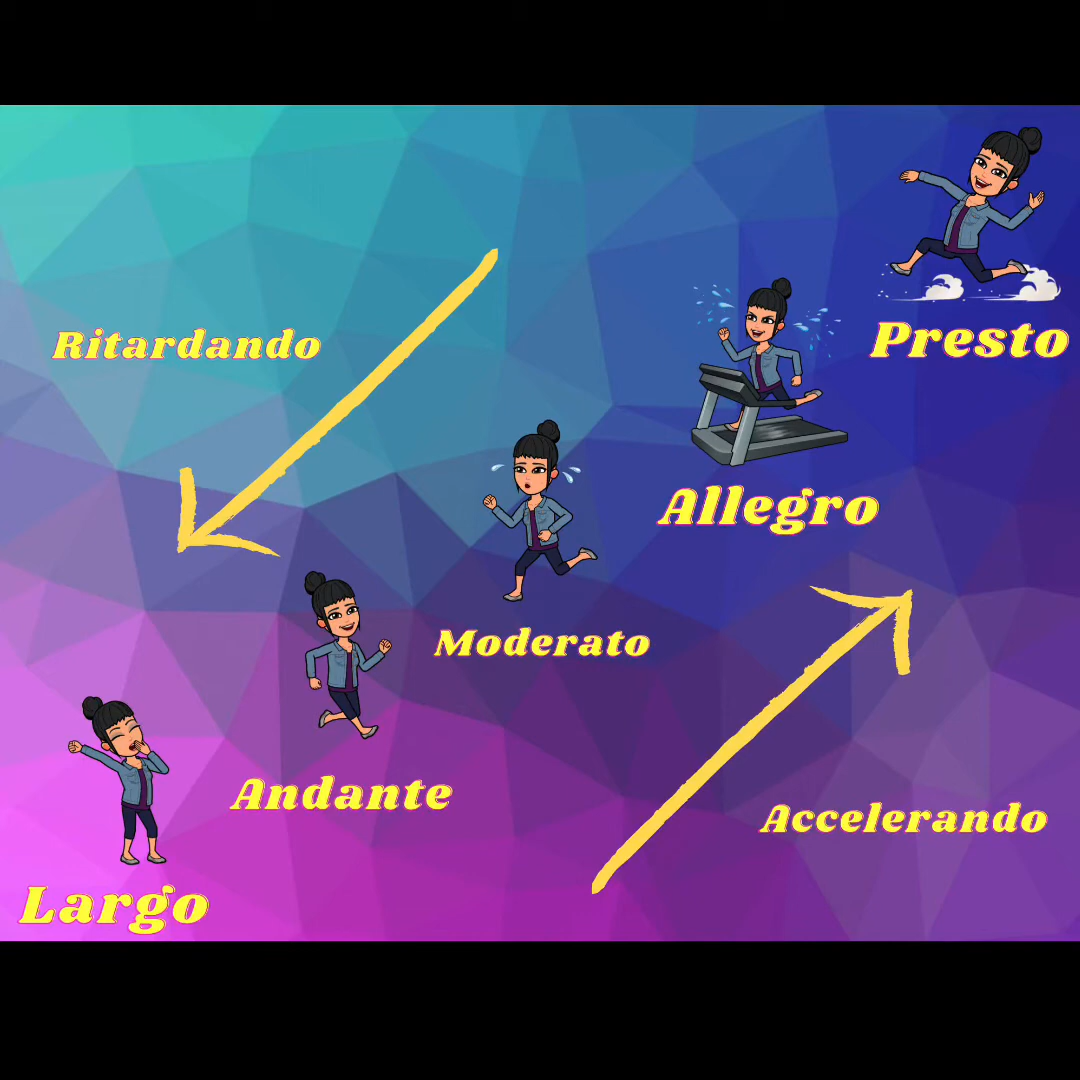 Ritardando
Presto
Allegro
Moderato
Andante
Accelerando
Largo